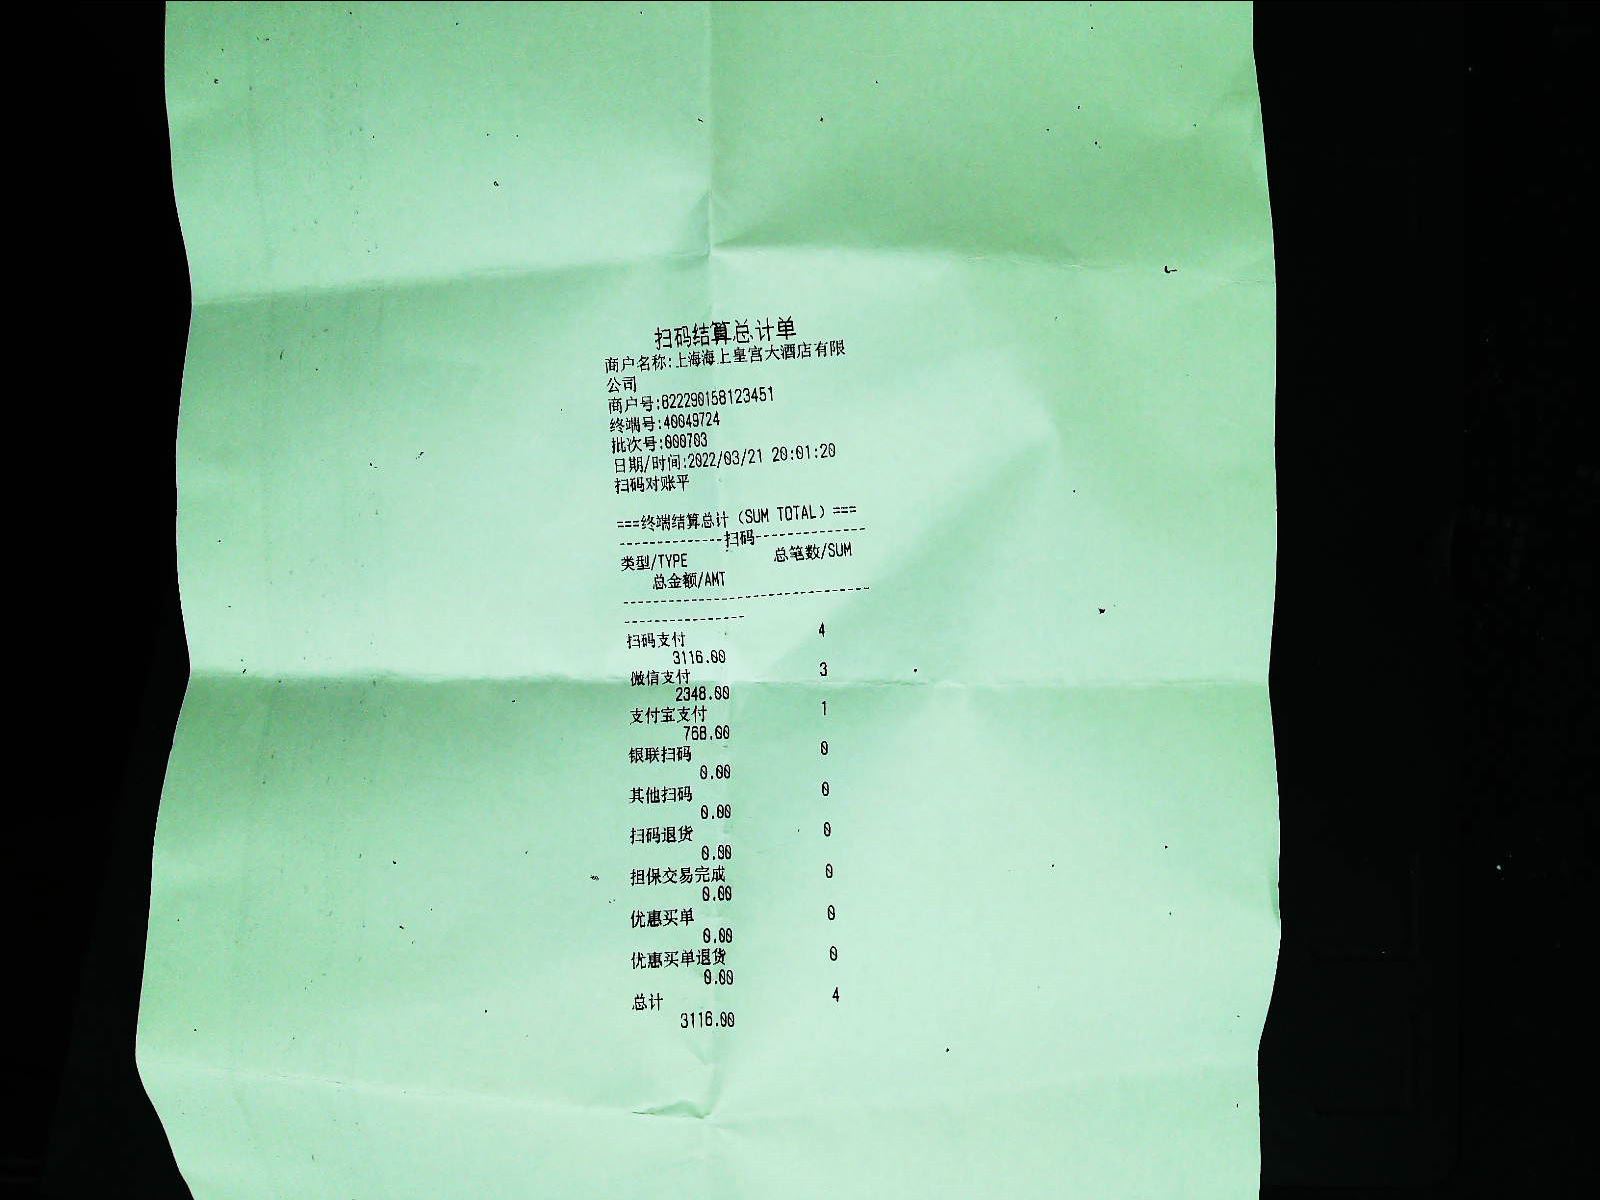 扫码结算总计单
商户名称:上海海上皇宫大酒店有限
公司
商户号:822290158123451
终端号:40049724
批次号:000703
日期/时间:2022/03/21 20:01:20
扫码对账平
===终端结算总计（SUM TOTAL）===
--------------扫码--------------
类型/TYPE 总笔数/SUM
总金额/AMT
--------------------------------
----------------
扫码支付 4
3116.00
微信支付 3
2348.00
支付宝支付 1
768.00
银联扫码 0
0.00
其他扫码 0
0.00
扫码退货 0
0.00
担保交易完成 0
0.00
优惠买单 0
0.00
优惠买单退货 0
0.00
总计 4
3116.00